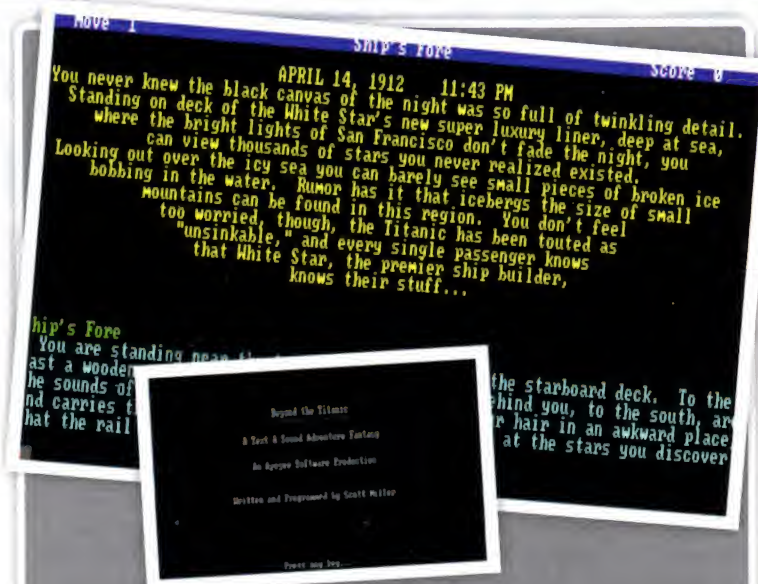 Move 1
Ship's Fore
Score 0
APRIL 14, 1912 11:43 PM
You never knew the black canvas of the night was so full of twinkling detail.
Standing on deck of the White Star's new super luxury liner, deep at sea,
where the bright lights of San Francisco don't fade the night, you
can view thousands of stars you never realized existed.
Looking out over the icy sea you can barely see small pieces of broken ice
bobbing in the water. Rumor has it that icebergs the size of small
mountains can be found in this region. You don't feel
too worried, though, the Titanic has been touted as
"unsinkable," and every single passenger knows
that White Star, the premier ship builder,
knows their stuff...
hip's Fore
You are standing near the starboard deck. To the
ast a wooden hind you, to the south, ar
he sounds of r hair in an awkward place
nd carries t at the stars you discover
hat the rail
Beyond the Titanic
A Text & Sound Adventure Fantasy
An Apogee Software Production
Written and Programmed by Scott Miller
Press any key...